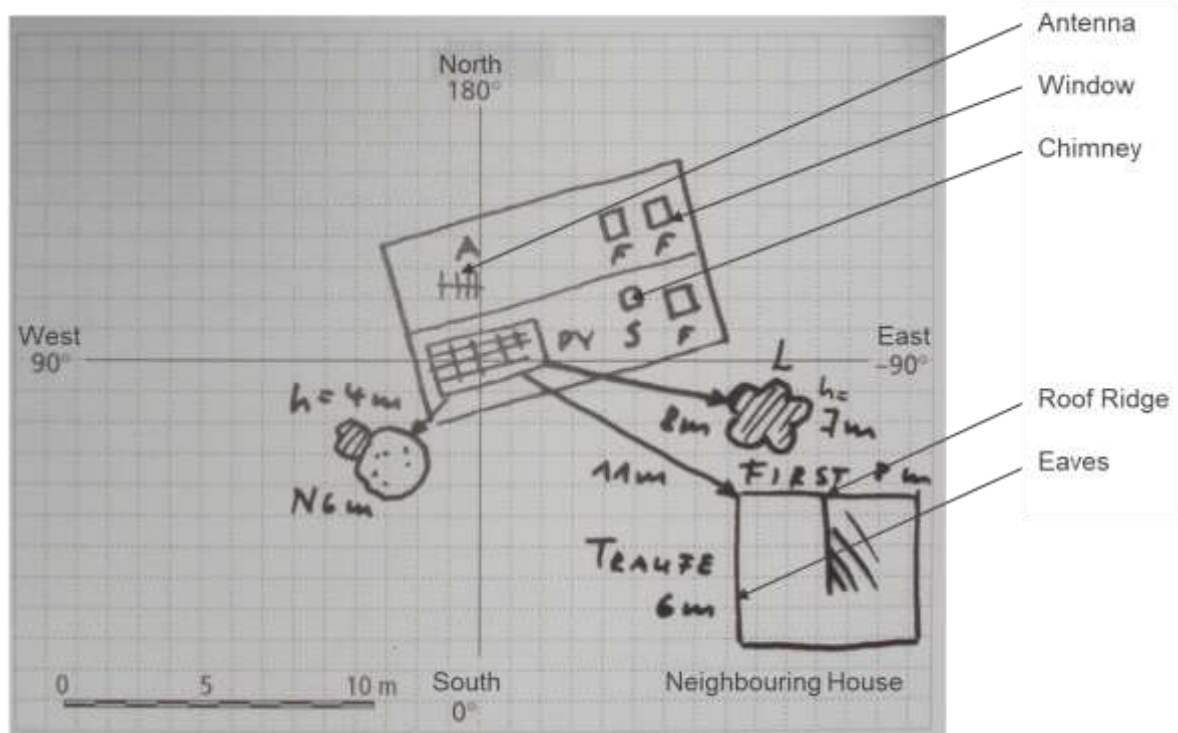 Antenna
Window
Chimney
Roof Ridge
Eaves
North
180°
A
F F
S F
PV
West
90°
East
-90°
h=4m
N6m
L
h=
7m
8m
11m
FIRST 8m
TRAUFE
6m
0 5 10 m
South
0°
Neighbouring House